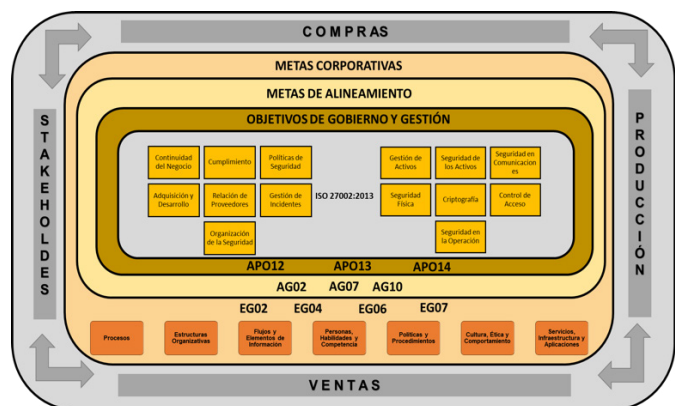 COMPRAS
METAS CORPORATIVAS
METAS DE ALINEAMIENTO
OBJETIVOS DE GOBIERNO Y GESTIÓN
STAKEHOLDES
PRODUCCIÓN
Continuidad
del Negocio
Cumplimiento
Políticas de
Seguridad
Adquisición y
Desarrollo
Relación de
Proveedores
Gestión de
Incidentes
Organización
de la Seguridad
ISO 27002:2013
Gestión de
Activos
Seguridad de
los Activos
Seguridad en
Comunicacion
es
Seguridad
Física
Criptografía
Control de
Acceso
Seguridad en
la Operación
APO12 APO13 APO14
AG02 AG07 AG10
EG02 EG04 EG06 EG07
Procesos
Estructuras
Organizativas
Flujos y
Elementos de
Información
Personas,
Habilidades y
Competencia
Políticas y
Procedimientos
Cultura, Ética y
Comportamiento
Servicios,
Infraestructura y
Aplicaciones
VENTAS